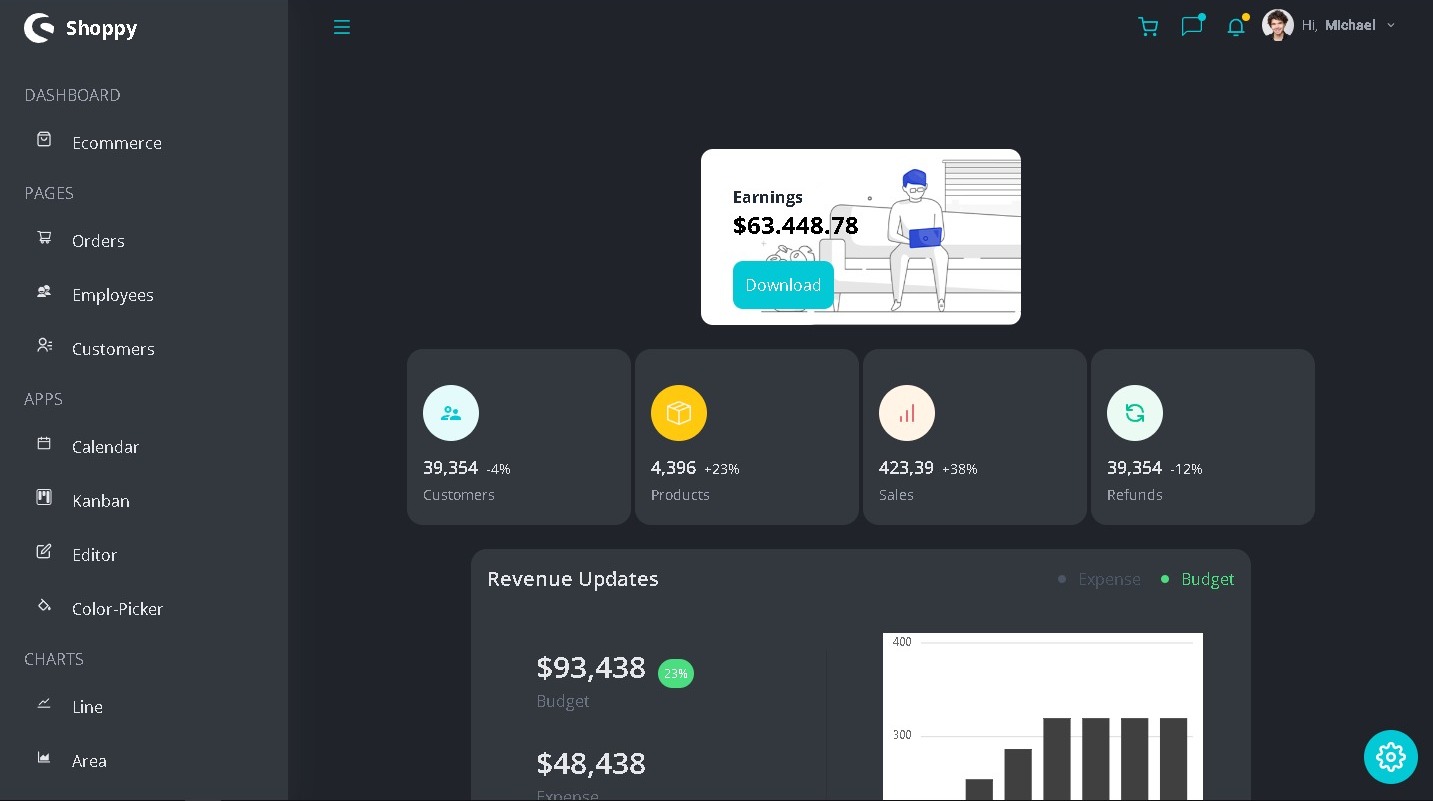 Shoppy
Hi, Michael
DASHBOARD
Ecommerce
PAGES
Orders
Employees
Customers
APPS
Calendar
Kanban
Editor
Color-Picker
CHARTS
Line
Area
Earnings
$63.448.78
Download
39,354 -4%
Customers
4,396 +23%
Products
423,39 +38%
Sales
39,354 -12%
Refunds
Revenue Updates
Expense
Budget
$93,438 23%
Budget
$48,438
Expense
400
300